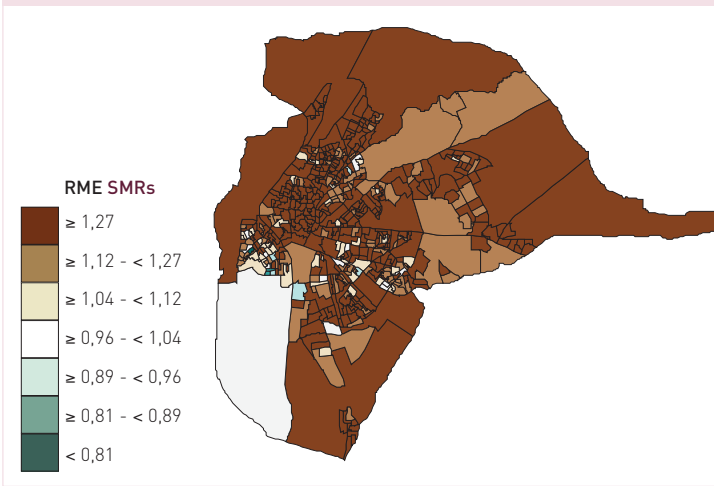 RME SMRs
≥ 1,27
≥ 1,12 - < 1,27
≥ 1,04 - < 1,12
≥ 0,96 - < 1,04
≥ 0,89 - < 0,96
≥ 0,81 - < 0,89
< 0,81